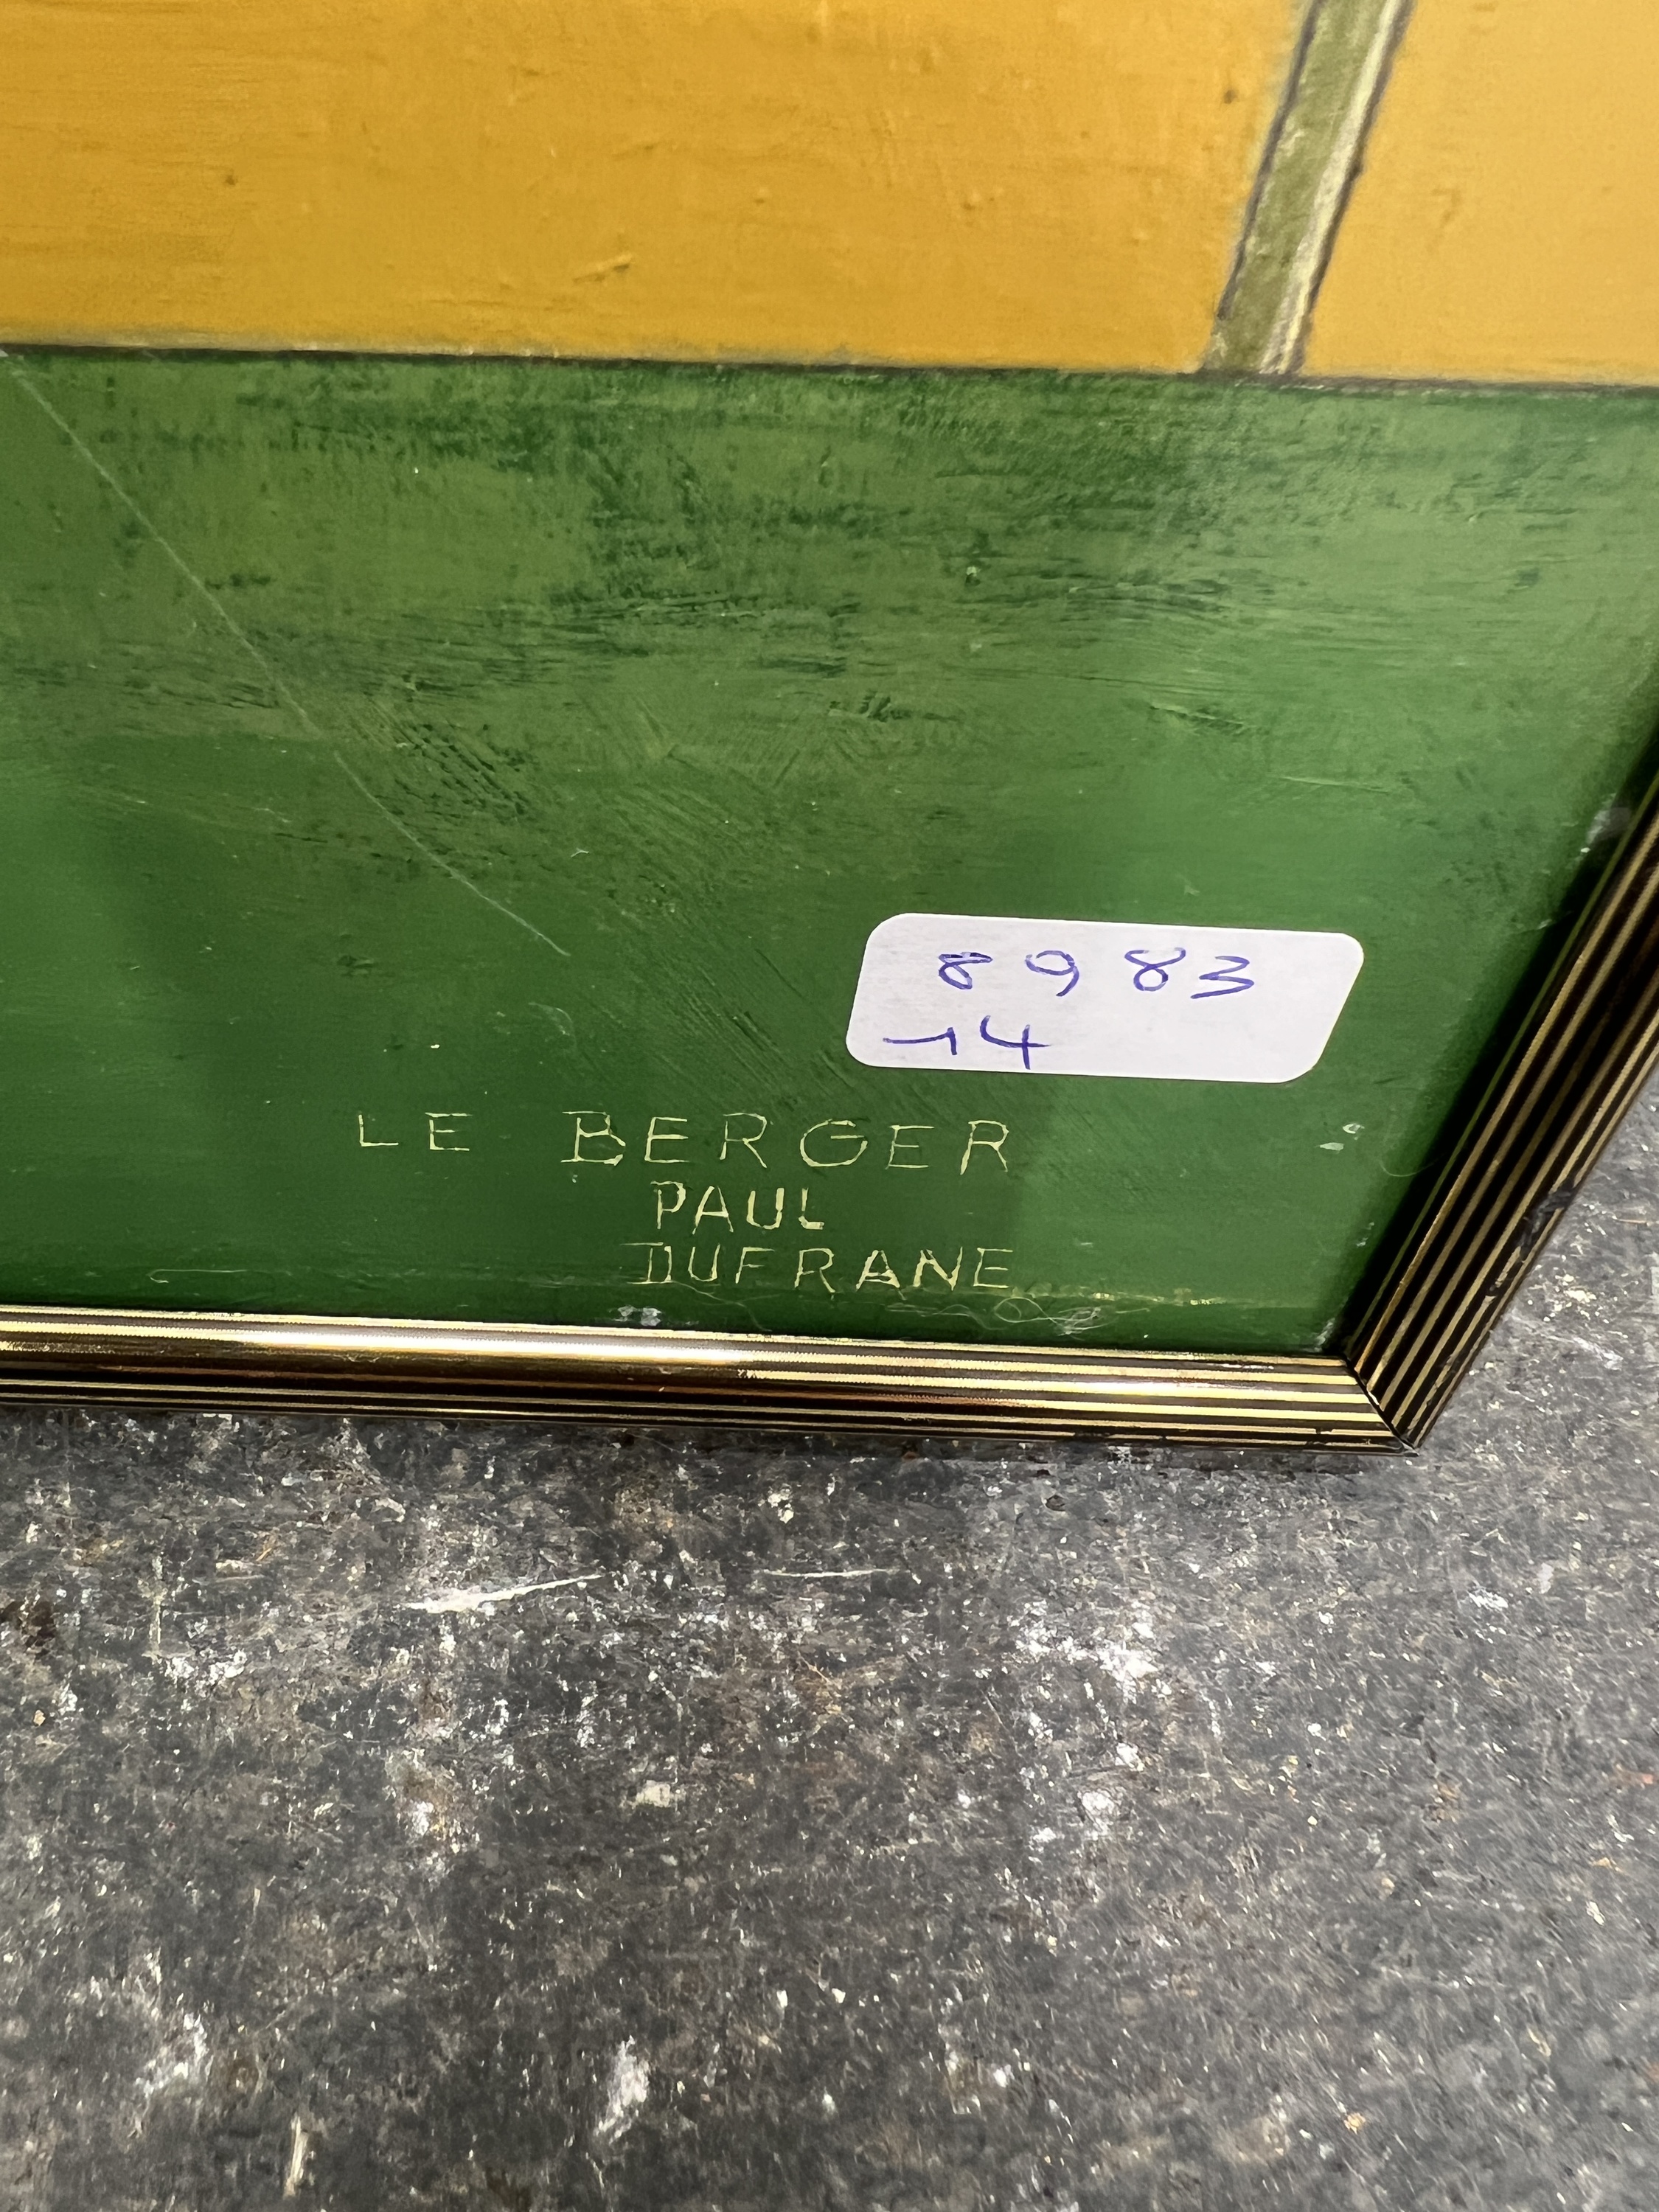 8983
14
LE BERGER
PAUL
DUFRANE